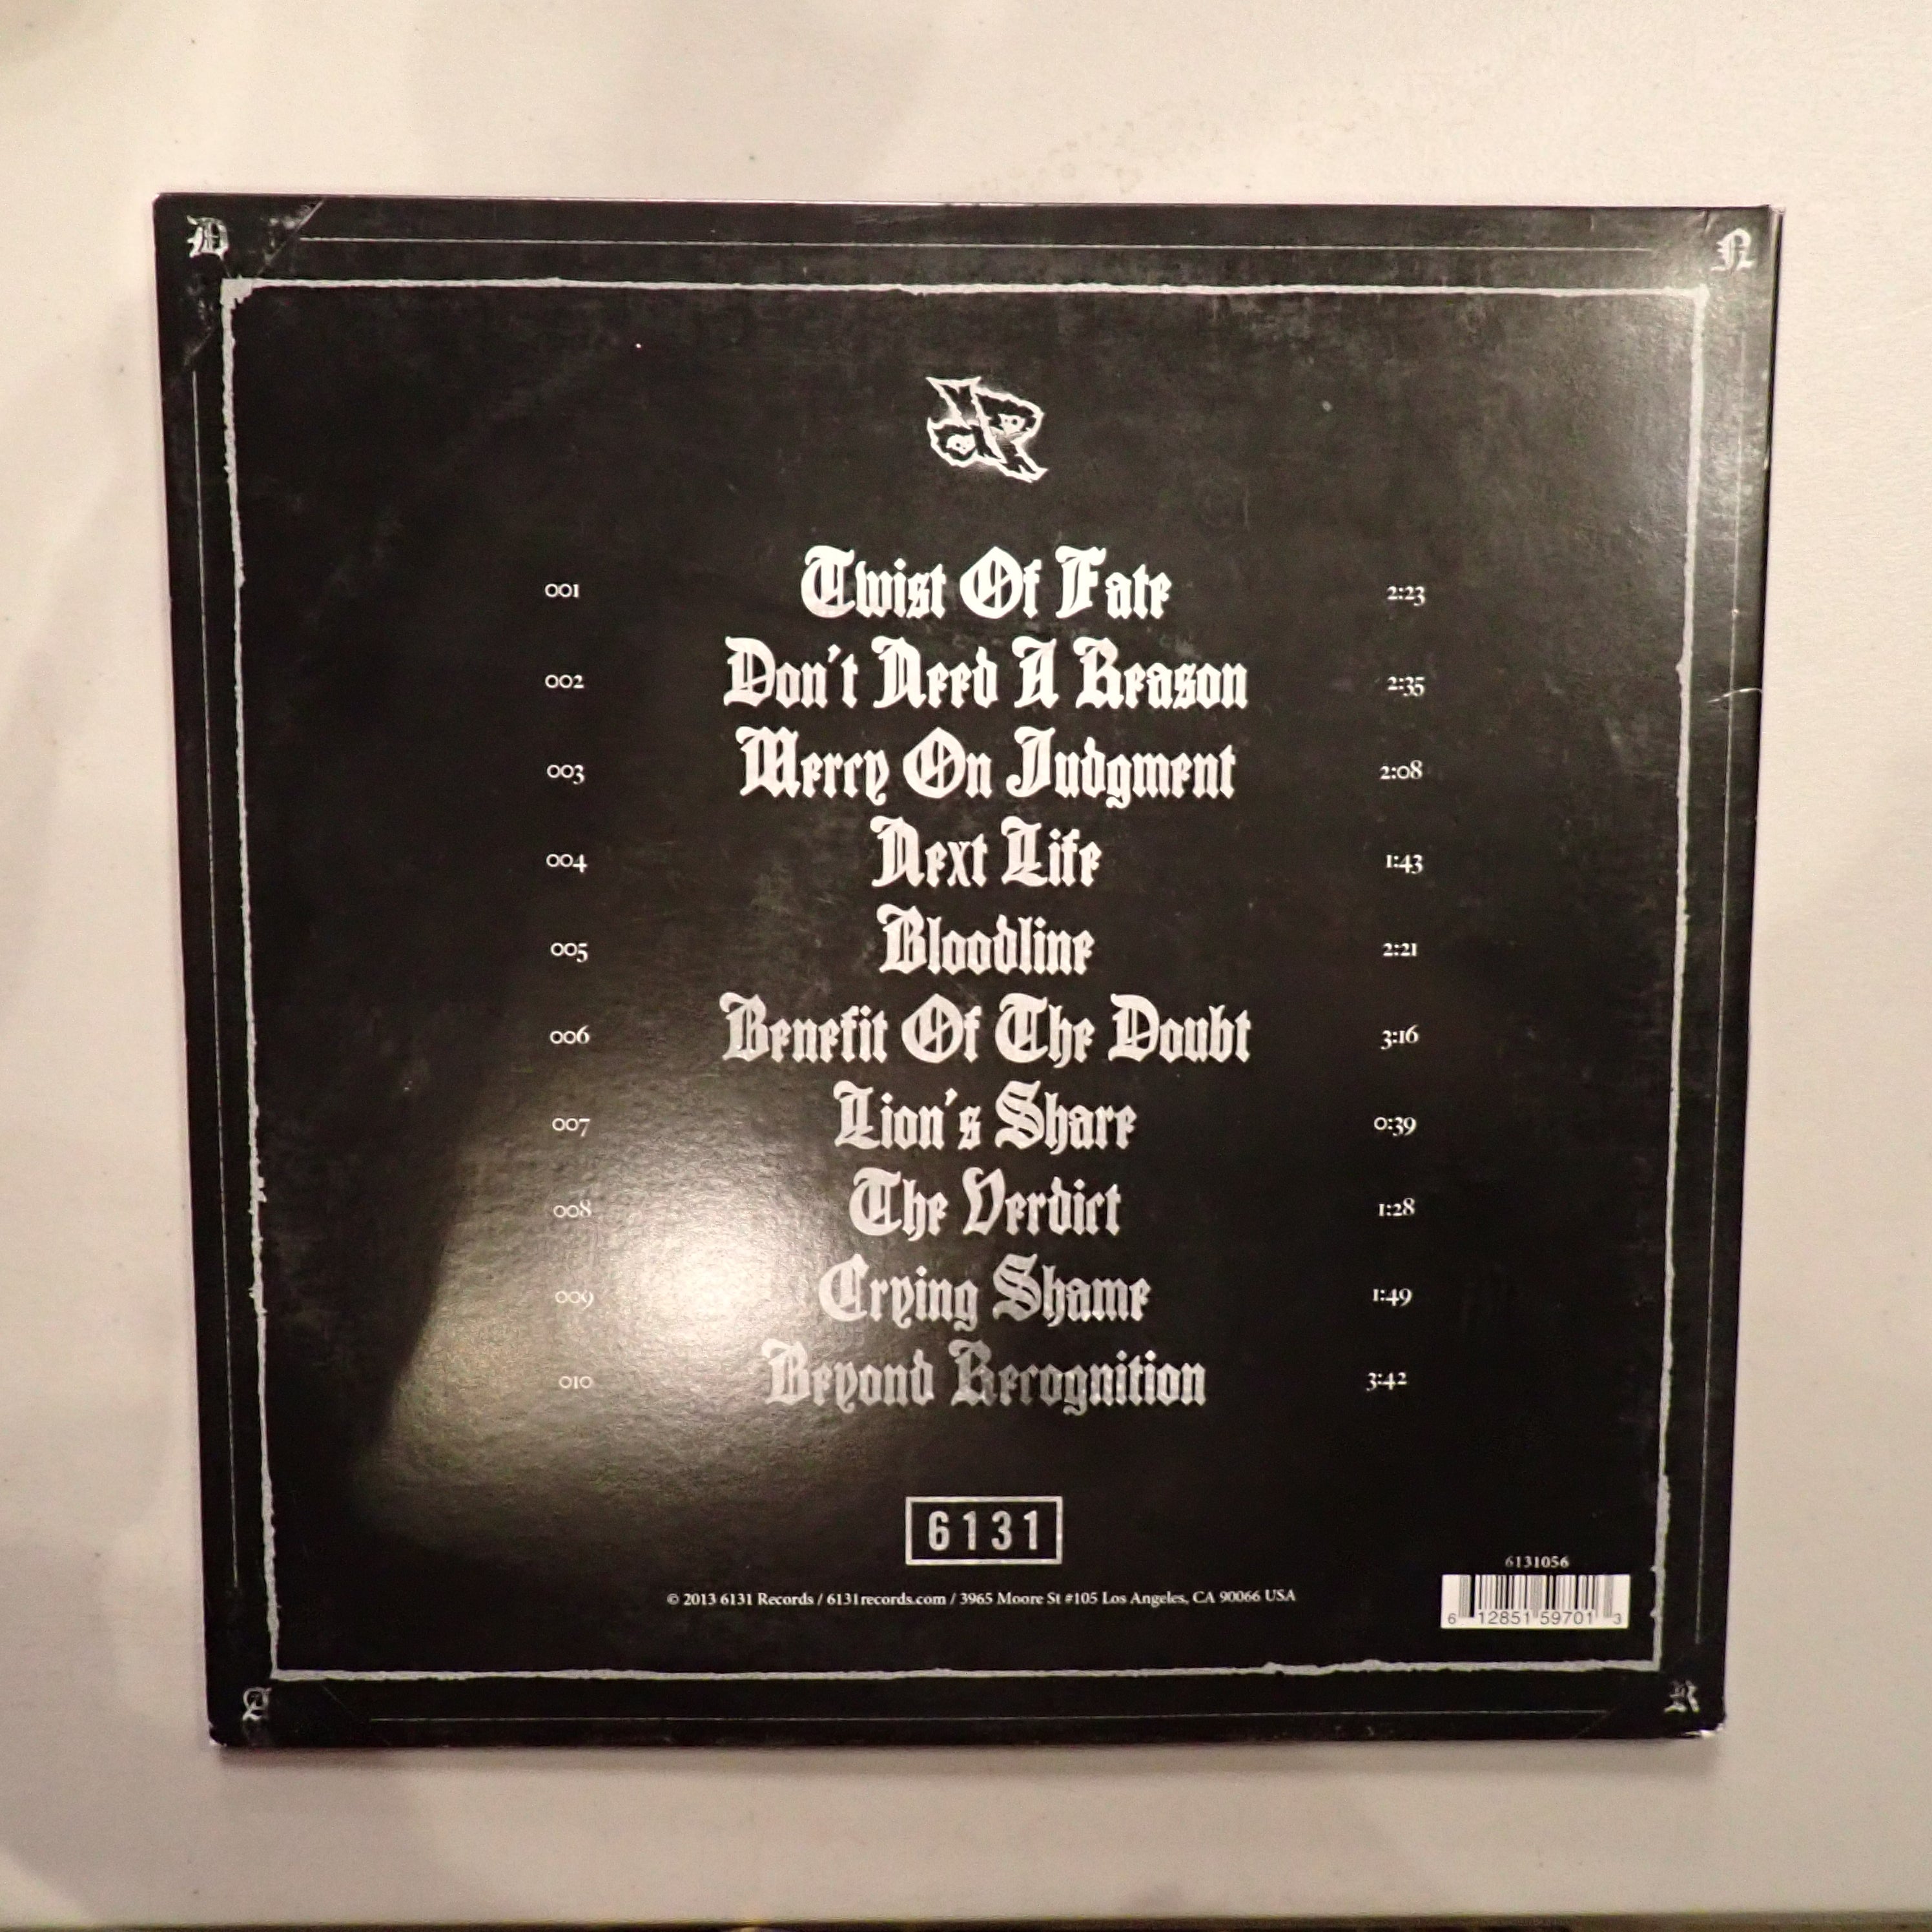 D N
dR
001 Twist Of Fate 2:23
002 Don't Need A Reason 2:35
003 Mercy On Judgment 2:08
004 Next Life 1:43
005 Bloodline 2:21
006 Benefit Of The Doubt 3:16
007 Lion's Share 0:39
008 The Verdict 1:28
009 Crying Shame 1:49
010 Beyond Recognition 3:42
6131
© 2013 6131 Records / 6131records.com / 3965 Moore St #105 Los Angeles, CA 90066 USA
6131056
6 12851 59701 3
R